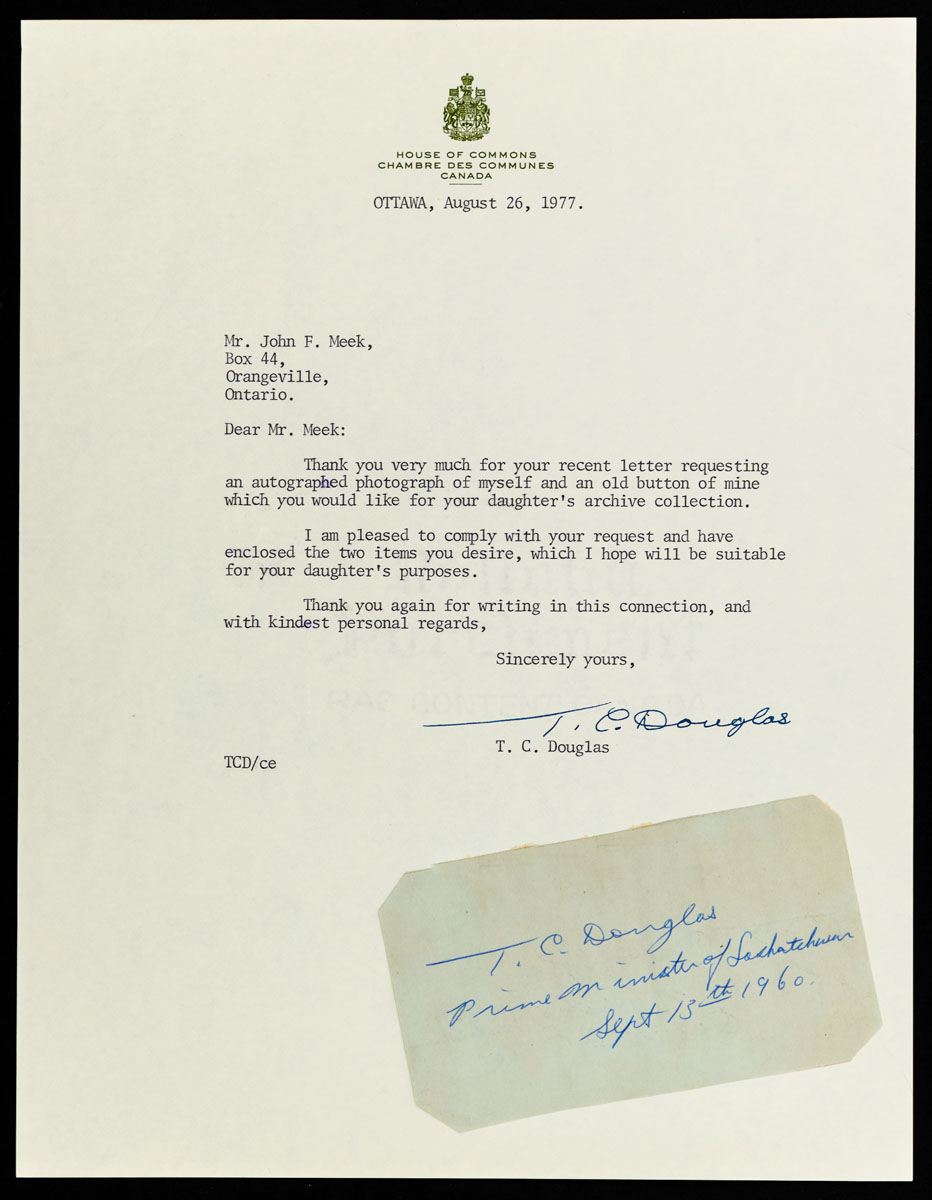 HOUSE OF COMMONS
CHAMBRE DES COMMUNES
CANADA
OTTAWA, August 26, 1977.
Mr. John F. Meek,
Box 44,
Orangeville,
Ontario.
Dear Mr. Meek:
Thank you very much for your recent letter requesting
an autographed photograph of myself and an old button of mine
which you would like for your daughter's archive collection.
I am pleased to comply with your request and have
enclosed the two items you desire, which I hope will be suitable
for your daughter's purposes.
Thank you again for writing in this connection, and
with kindest personal regards,
Sincerely yours,
T. C. Douglas
T. C. Douglas
TCD/ce
T. C. Douglas
Prime Minister of Saskatchewan
Sept 13th 1960.